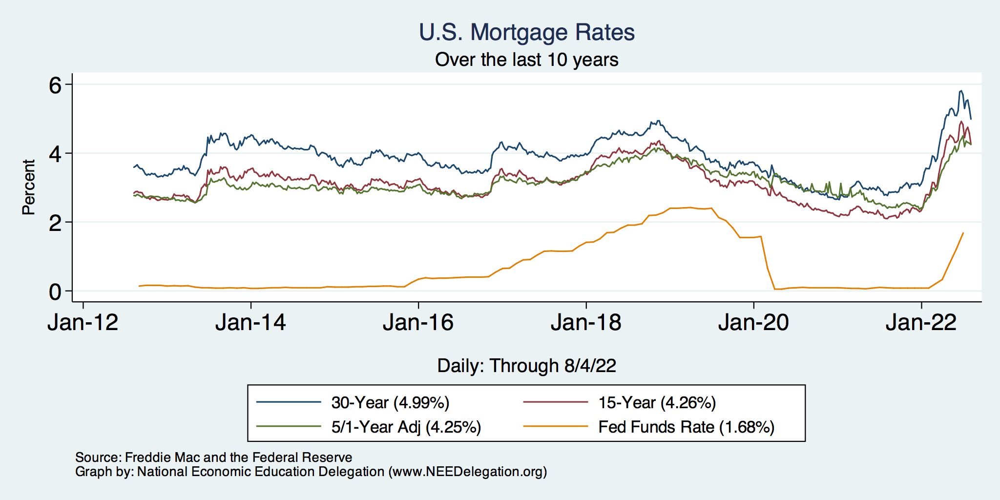 U.S. Mortgage Rates
Over the last 10 years
Percent
6
4
2
0
Jan-12 Jan-14 Jan-16 Jan-18 Jan-20 Jan-22
Daily: Through 8/4/22
30-Year (4.99%) 15-Year (4.26%)
5/1-Year Adj (4.25%) Fed Funds Rate (1.68%)
Source: Freddie Mac and the Federal Reserve
Graph by: National Economic Education Delegation (www.NEEDelegation.org)